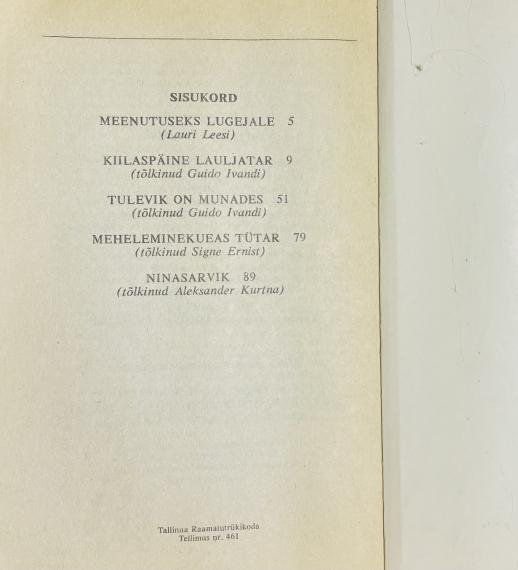 SISUKORD
MEENUTUSEKS LUGEJALE 5
(Lauri Leesi)
KIILASPÄINE LAULJATAR 9
(tõlkinud Guido Ivandi)
TULEVIK ON MUNADES 51
(tõlkinud Guido Ivandi)
MEHELEMINEKUEAS TÜTAR 79
(tõlkinud Signe Ernist)
NINASARVIK 89
(tõlkinud Aleksander Kurtna)
Tallinna Raamatutrükikoda
Tellimus nr. 461